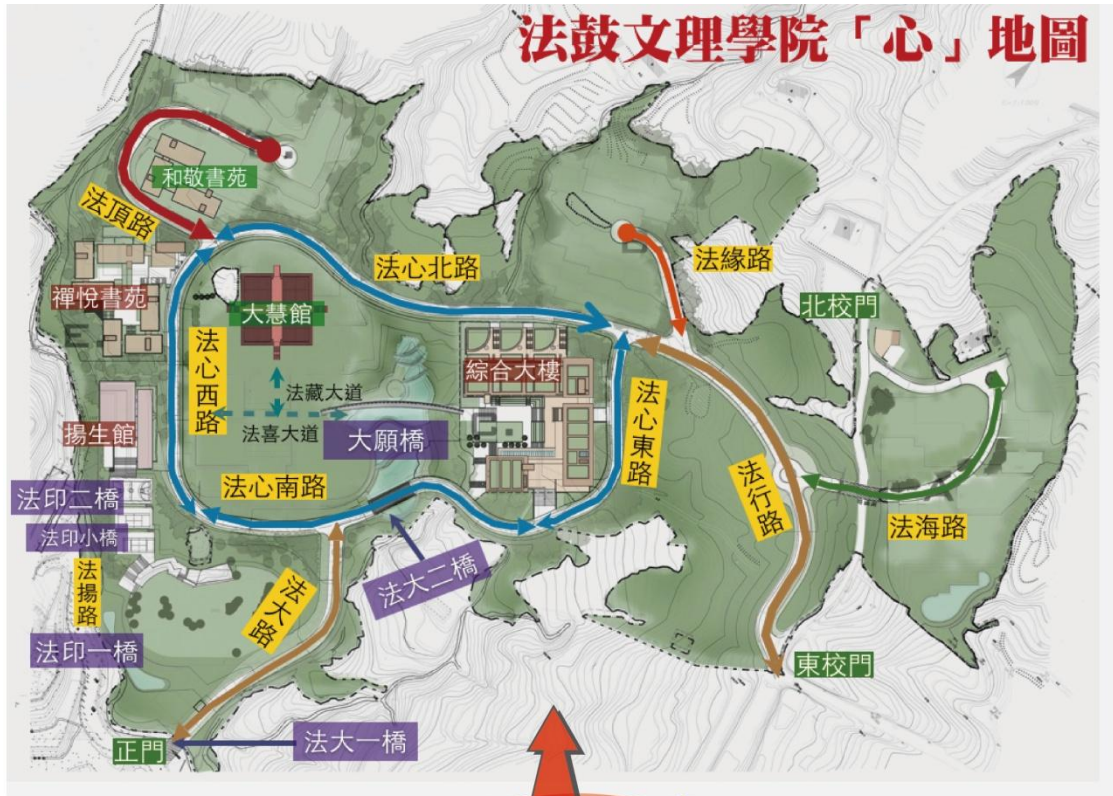 法鼓文理學院「心」地圖
和敬書苑
法頂路
法心北路
法緣路
禪悅書苑
大慧館
北校門
法心西路
綜合大樓
法藏大道
法喜大道
大願橋
法心東路
揚生館
法心南路
法行路
法印二橋
法印小橋
法海路
法揚路
法大路
法大二橋
法印一橋
東校門
正門
法大一橋